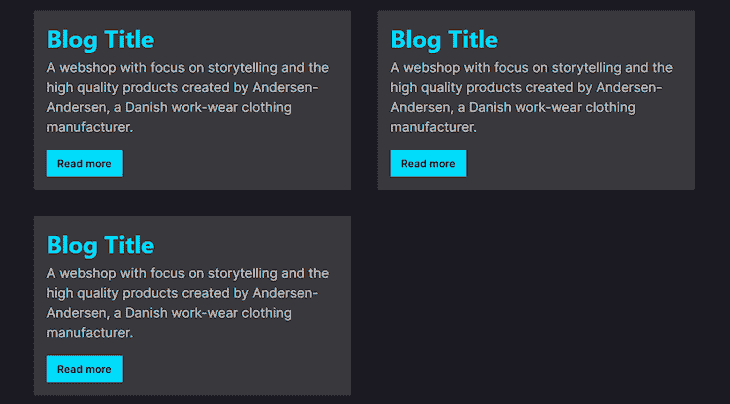 Blog Title
A webshop with focus on storytelling and the
high quality products created by Andersen-
Andersen, a Danish work-wear clothing
manufacturer.
Read more
Blog Title
A webshop with focus on storytelling and the
high quality products created by Andersen-
Andersen, a Danish work-wear clothing
manufacturer.
Read more
Blog Title
A webshop with focus on storytelling and the
high quality products created by Andersen-
Andersen, a Danish work-wear clothing
manufacturer.
Read more